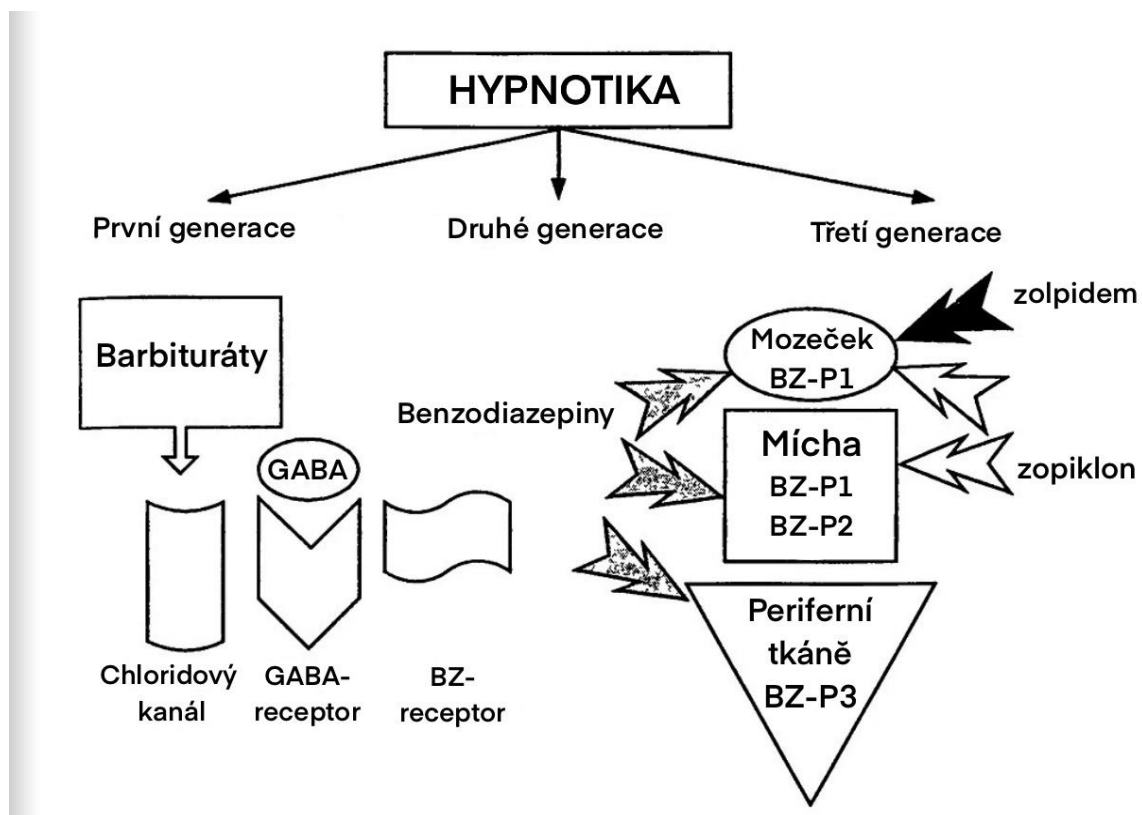 HYPNOTIKA
První generace
Druhé generace
Třetí generace
Barbituráty
GABA
Chloridový
kanál
GABA-
receptor
BZ-
receptor
Benzodiazepiny
zolpidem
Mozeček
BZ-P1
Mícha
BZ-P1
BZ-P2
zopiklon
Periferní
tkáně
BZ-P3